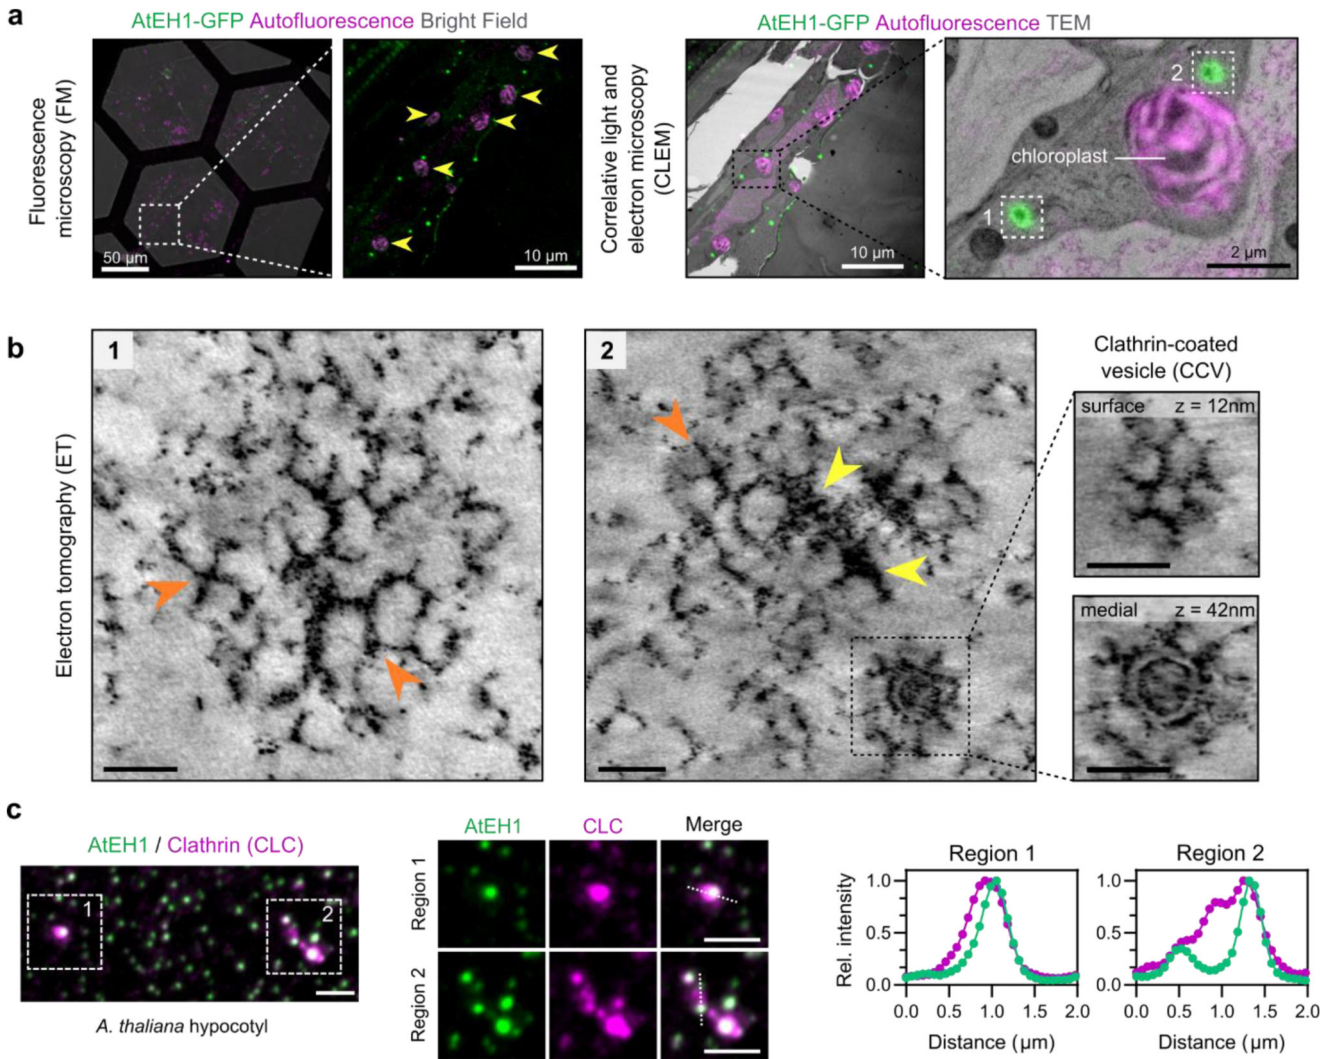 a
AtEH1-GFP Autofluorescence Bright Field
AtEH1-GFP Autofluorescence TEM
Fluorescence
microscopy (FM)
50 µm
10 µm
Correlative light and
electron microscopy
(CLEM)
10 µm
2
chloroplast
1
2 µm
b
Electron tomography (ET)
1
2
Clathrin-coated
vesicle (CCV)
surface z = 12nm
medial z = 42nm
c
AtEH1 / Clathrin (CLC)
1
2
A. thaliana hypocotyl
AtEH1 CLC Merge
Region 1
Region 2
Region 1
Rel. intensity
1.0
0.5
0.0
0.0 0.5 1.0 1.5 2.0
Distance (µm)
Region 2
1.0
0.5
0.0
0.0 0.5 1.0 1.5 2.0
Distance (µm)